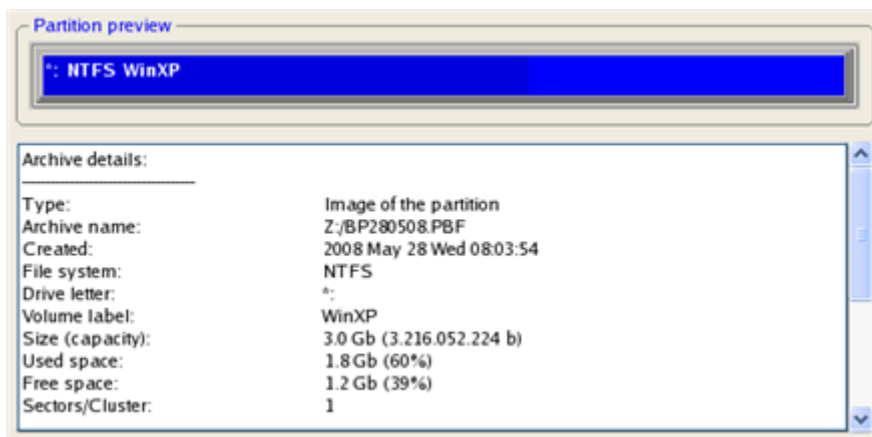 Partition preview
*: NTFS WinXP
Archive details:
Type: Image of the partition
Archive name: Z:/BP280508.PBF
Created: 2008 May 28 Wed 08:03:54
File system: NTFS
Drive letter: *:
Volume label: WinXP
Size (capacity): 3.0 Gb (3.216.052.224 b)
Used space: 1.8 Gb (60%)
Free space: 1.2 Gb (39%)
Sectors/Cluster: 1